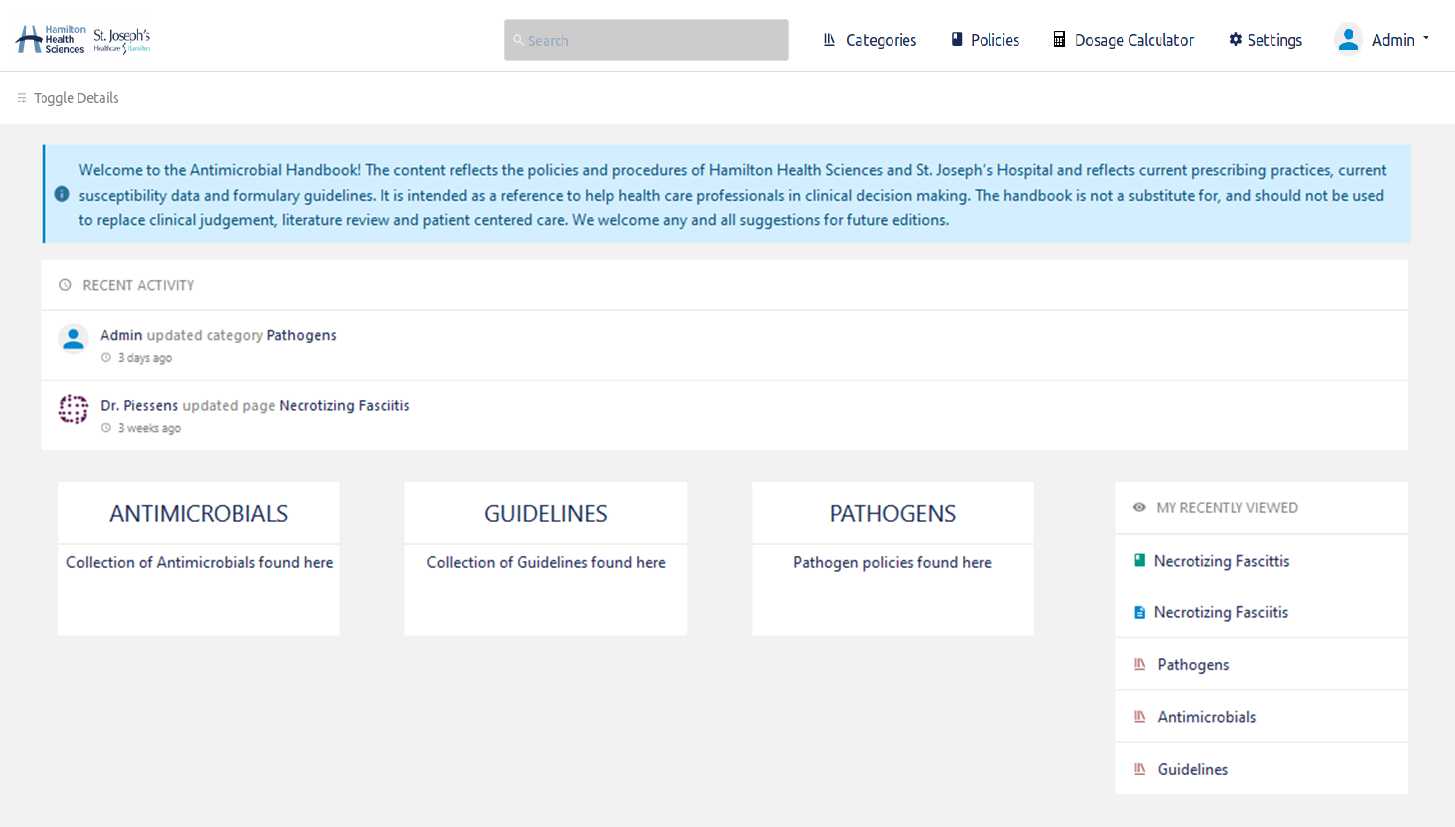 Hamilton
Health
Sciences
St. Joseph's
Healthcare Hamilton
Search
Categories
Policies
Dosage Calculator
Settings
Admin
Toggle Details
Welcome to the Antimicrobial Handbook! The content reflects the policies and procedures of Hamilton Health Sciences and St. Joseph's Hospital and reflects current prescribing practices, current
susceptibility data and formulary guidelines. It is intended as a reference to help health care professionals in clinical decision making. The handbook is not a substitute for, and should not be used
to replace clinical judgement, literature review and patient centered care. We welcome any and all suggestions for future editions.
RECENT ACTIVITY
Admin updated category Pathogens
3 days ago
Dr. Piessens updated page Necrotizing Fasciitis
3 weeks ago
ANTIMICROBIALS
Collection of Antimicrobials found here
GUIDELINES
Collection of Guidelines found here
PATHOGENS
Pathogen policies found here
MY RECENTLY VIEWED
Necrotizing Fascittis
Necrotizing Fasciitis
Pathogens
Antimicrobials
Guidelines